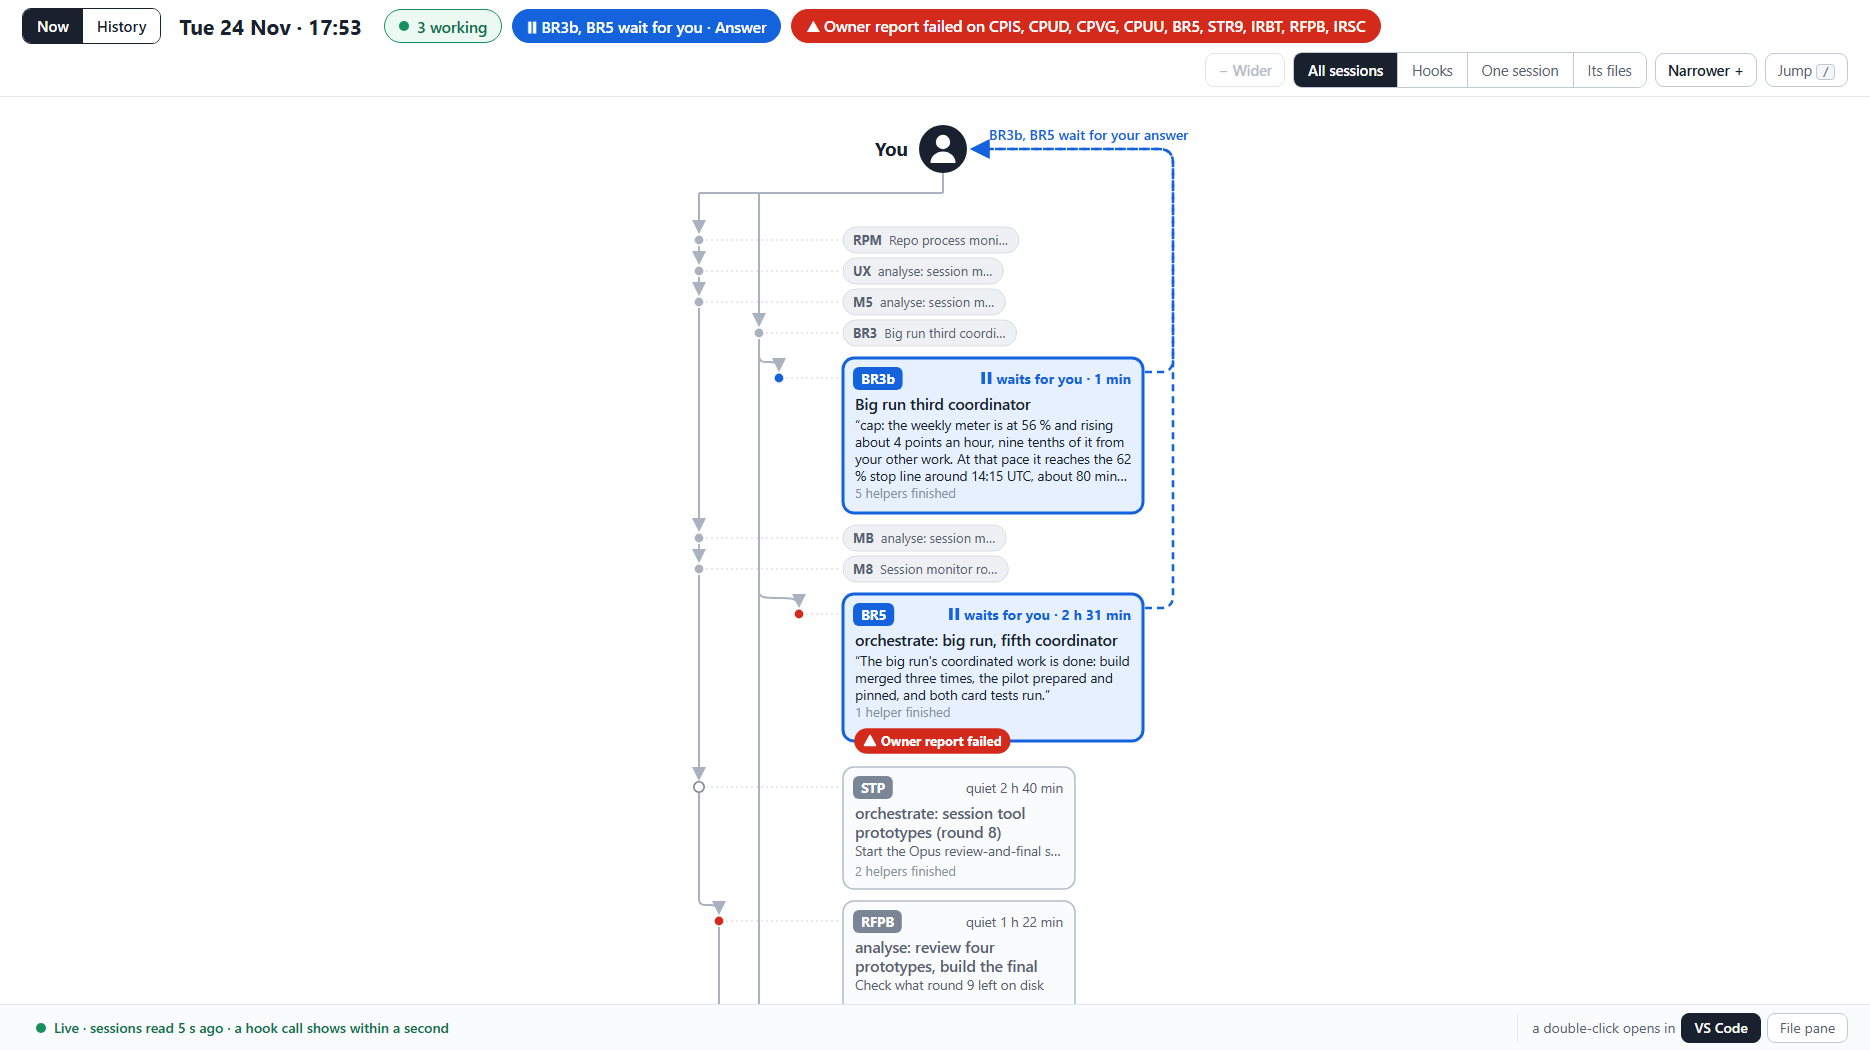 Now
History
Tue 24 Nov · 17:53
3 working
BR3b, BR5 wait for you · Answer
Owner report failed on CPIS, CPUD, CPVG, CPUU, BR5, STR9, IRBT, RFPB, IRSC
− Wider
All sessions
Hooks
One session
Its files
Narrower +
Jump /
You
BR3b, BR5 wait for your answer
RPM Repo process moni...
UX analyse: session m...
M5 analyse: session m...
BR3 Big run third coordi...
BR3b
waits for you · 1 min
Big run third coordinator
“cap: the weekly meter is at 56 % and rising
about 4 points an hour, nine tenths of it from
your other work. At that pace it reaches the 62
% stop line around 14:15 UTC, about 80 min...
5 helpers finished
MB analyse: session m...
M8 Session monitor ro...
BR5
waits for you · 2 h 31 min
orchestrate: big run, fifth coordinator
“The big run's coordinated work is done: build
merged three times, the pilot prepared and
pinned, and both card tests run.”
1 helper finished
Owner report failed
STP
quiet 2 h 40 min
orchestrate: session tool
prototypes (round 8)
Start the Opus review-and-final s...
2 helpers finished
RFPB
quiet 1 h 22 min
analyse: review four
prototypes, build the final
Check what round 9 left on disk
Live · sessions read 5 s ago · a hook call shows within a second
a double-click opens in
VS Code
File pane